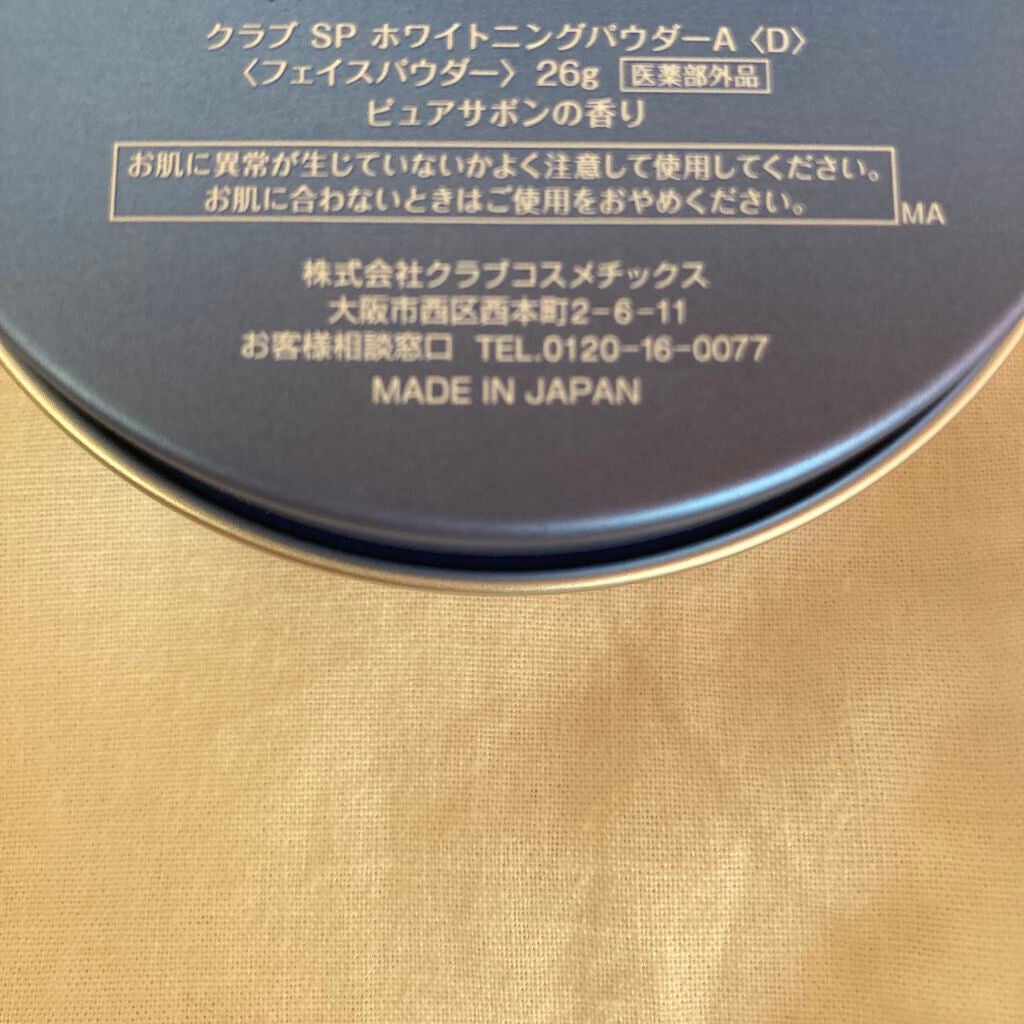 クラブ SP ホワイトニングパウダーA〈D〉
〈フェイスパウダー〉26g 医薬部外品
ピュアサボンの香り
お肌に異常が生じていないかよく注意して使用してください。
お肌に合わないときはご使用をおやめください。
MA
株式会社クラブコスメチックス
大阪市西区西本町2-6-11
お客様相談窓口 TEL.0120-16-0077
MADE IN JAPAN